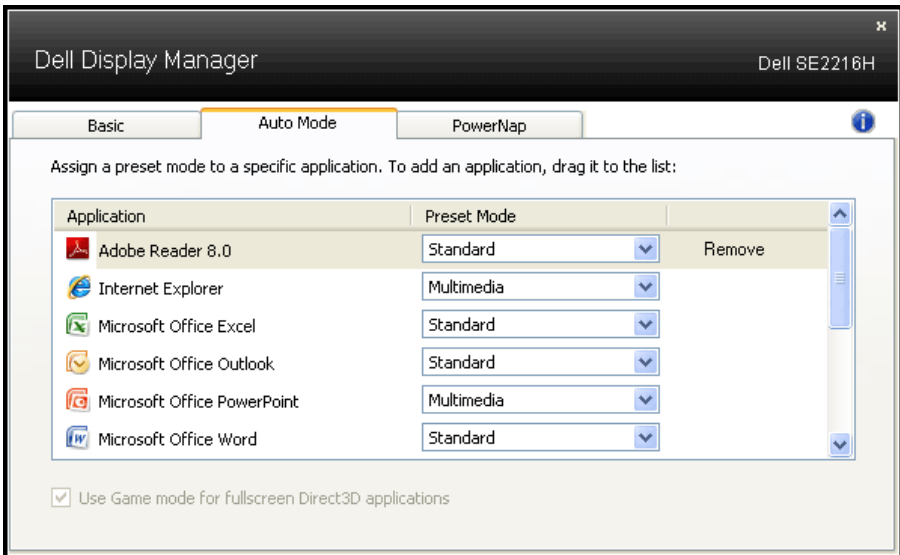 x
Dell Display Manager
Dell SE2216H
Basic
Auto Mode
PowerNap
i
Assign a preset mode to a specific application. To add an application, drag it to the list:
Application Preset Mode
Adobe Reader 8.0 Standard Remove
Internet Explorer Multimedia
Microsoft Office Excel Standard
Microsoft Office Outlook Standard
Microsoft Office PowerPoint Multimedia
Microsoft Office Word Standard
Use Game mode for fullscreen Direct3D applications